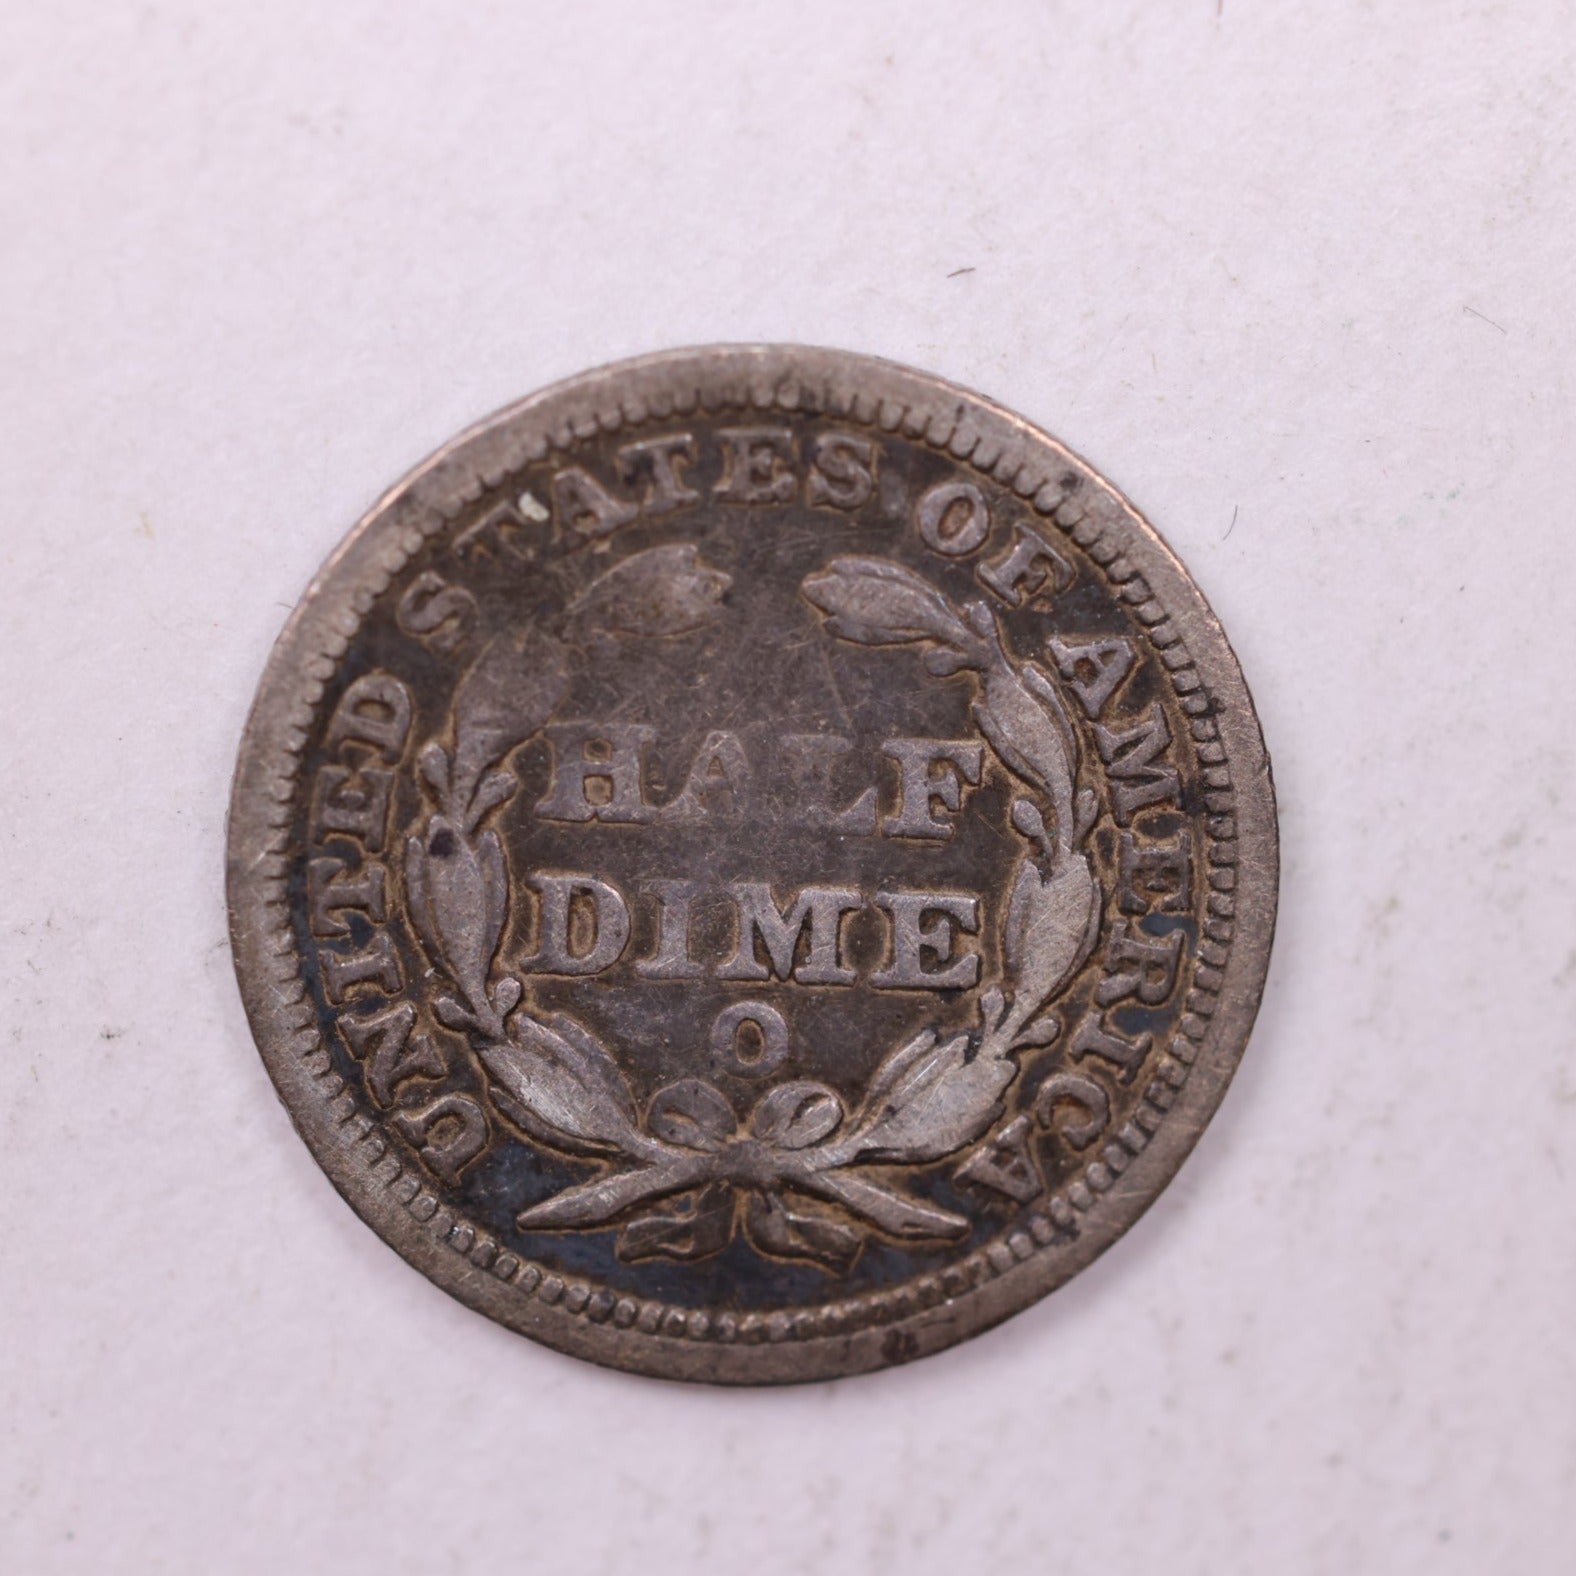 UNITED STATES OF AMERICA
HALF
DIME
O